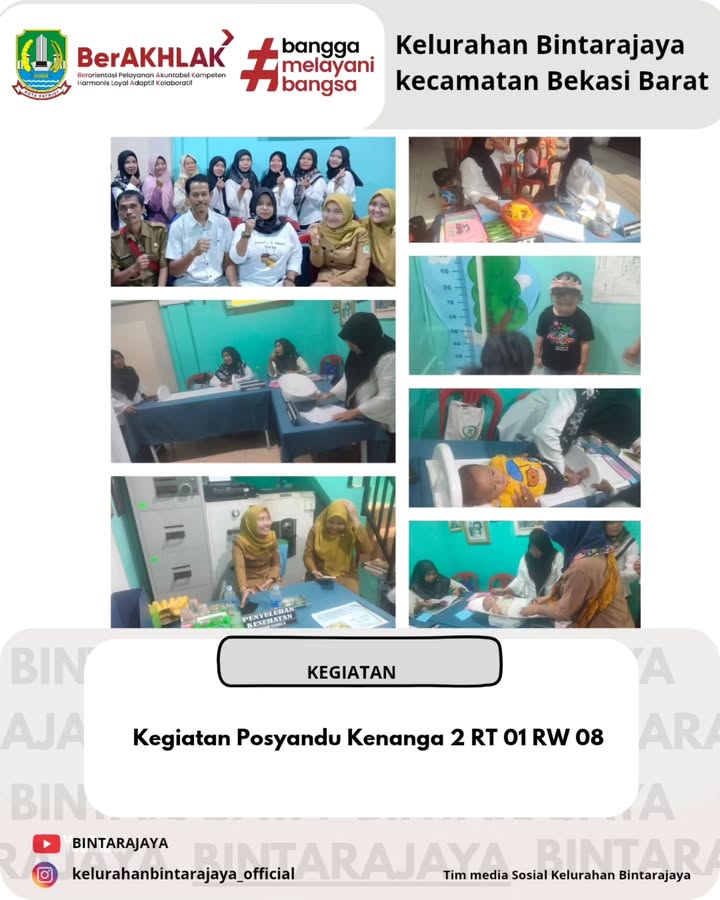 BerAKHLAK
Berorientasi Pelayanan Akuntabel Kompeten
Harmonis Loyal Adaptif Kolaboratif
#bangga
melayani
bangsa
Kelurahan Bintarajaya
kecamatan Bekasi Barat
PENYULUHAN
KESEHATAN
KEGIATAN
Kegiatan Posyandu Kenanga 2 RT 01 RW 08
BINTARAJAYA
kelurahanbintarajaya_official
Tim media Sosial Kelurahan Bintarajaya